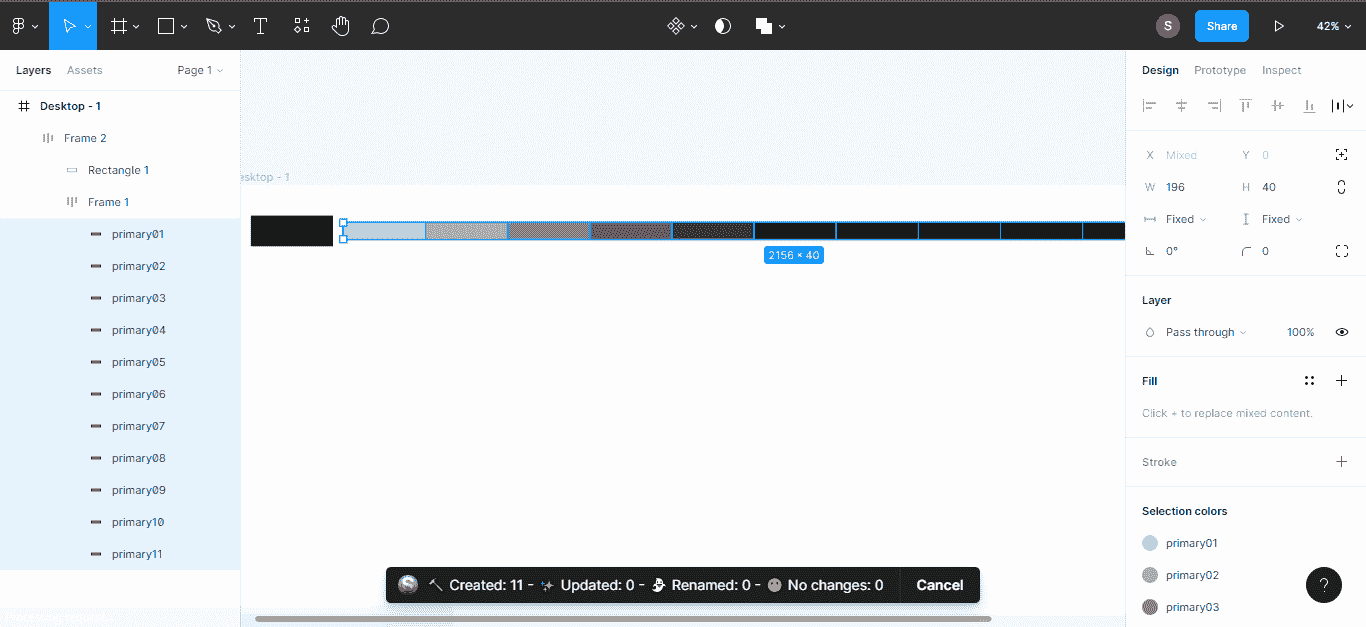 S Share 42%
Layers Assets Page 1
Design Prototype Inspect
Desktop - 1
Frame 2
Rectangle 1
Frame 1
primary01
primary02
primary03
primary04
primary05
primary06
primary07
primary08
primary09
primary10
primary11
esktop - 1
2156 × 40
Created: 11 - Updated: 0 - Renamed: 0 - No changes: 0 Cancel
X Mixed Y 0
W 196 H 40
Fixed Fixed
0° 0
Layer
Pass through 100%
Fill
Click + to replace mixed content.
Stroke
Selection colors
primary01
primary02
primary03
?